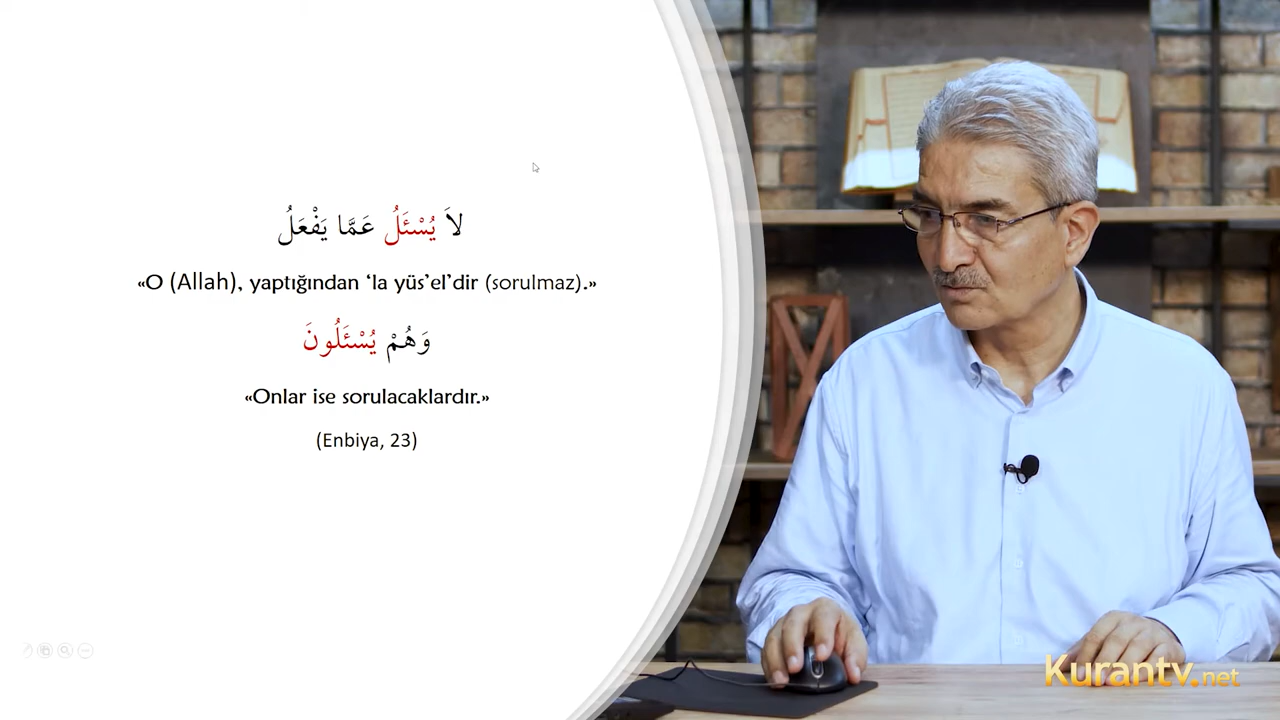 لاَ يُسْئَلُ عَمَّا يَفْعَلُ
«O (Allah), yaptığından ‘la yüs’el’dir (sorulmaz).»
وَهُمْ يُسْئَلُونَ
«Onlar ise sorulacaklardır.»
(Enbiya, 23)
Kurantv.net